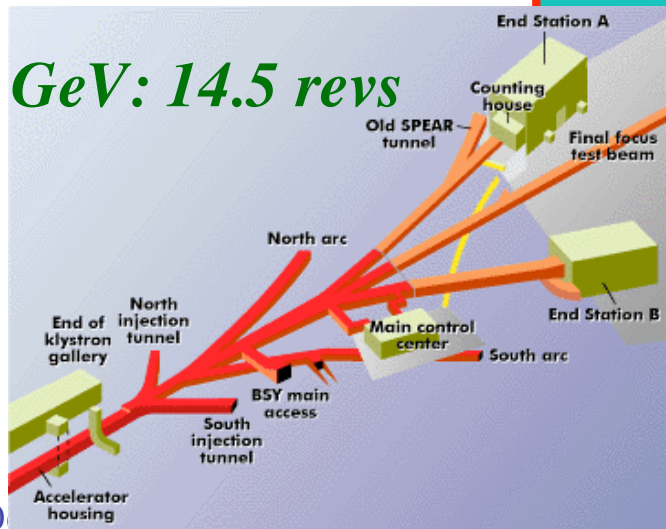 End Station A
GeV: 14.5 revs
Counting
house
Old SPEAR
tunnel
Final focus
test beam
North arc
North
injection
tunnel
End of
klystron
gallery
End Station B
Main control
center
South arc
BSY main
access
South
injection
tunnel
Accelerator
housing